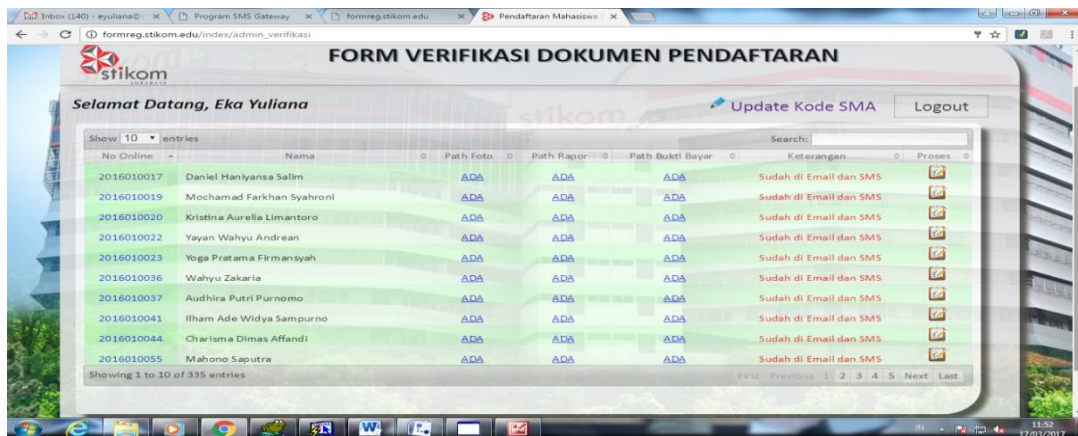 Inbox (140) - eyuliana@
Program SMS Gateway
formreg.stikom.edu
Pendaftaran Mahasiswa
formreg.stikom.edu/index/admin_verifikasi
stikom
SURABAYA
FORM VERIFIKASI DOKUMEN PENDAFTARAN
Selamat Datang, Eka Yuliana
Update Kode SMA
Logout
stikom
Show 10 entries
Search:
No Online Nama Path Foto Path Rapor Path Bukti Bayar Keterangan Proses
2016010017 Daniel Haniyansa Salim ADA ADA ADA Sudah di Email dan SMS
2016010019 Mochamad Farkhan Syahroni ADA ADA ADA Sudah di Email dan SMS
2016010020 Kristina Aurelia Limantoro ADA ADA ADA Sudah di Email dan SMS
2016010022 Yayan Wahyu Andrean ADA ADA ADA Sudah di Email dan SMS
2016010023 Yoga Pratama Firmansyah ADA ADA ADA Sudah di Email dan SMS
2016010036 Wahyu Zakaria ADA ADA ADA Sudah di Email dan SMS
2016010037 Audhira Putri Purnomo ADA ADA ADA Sudah di Email dan SMS
2016010041 Ilham Ade Widya Sampurno ADA ADA ADA Sudah di Email dan SMS
2016010044 Charisma Dimas Affandi ADA ADA ADA Sudah di Email dan SMS
2016010055 Mahono Saputra ADA ADA ADA Sudah di Email dan SMS
Showing 1 to 10 of 335 entries
First Previous 1 2 3 4 5 Next Last
IN
11:52
17/03/2017